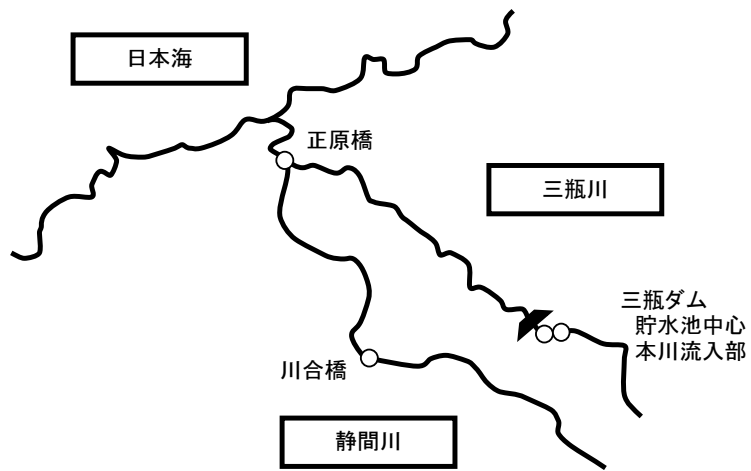 日本海
正原橋
三瓶川
三瓶ダム
貯水池中心
本川流入部
川合橋
静間川